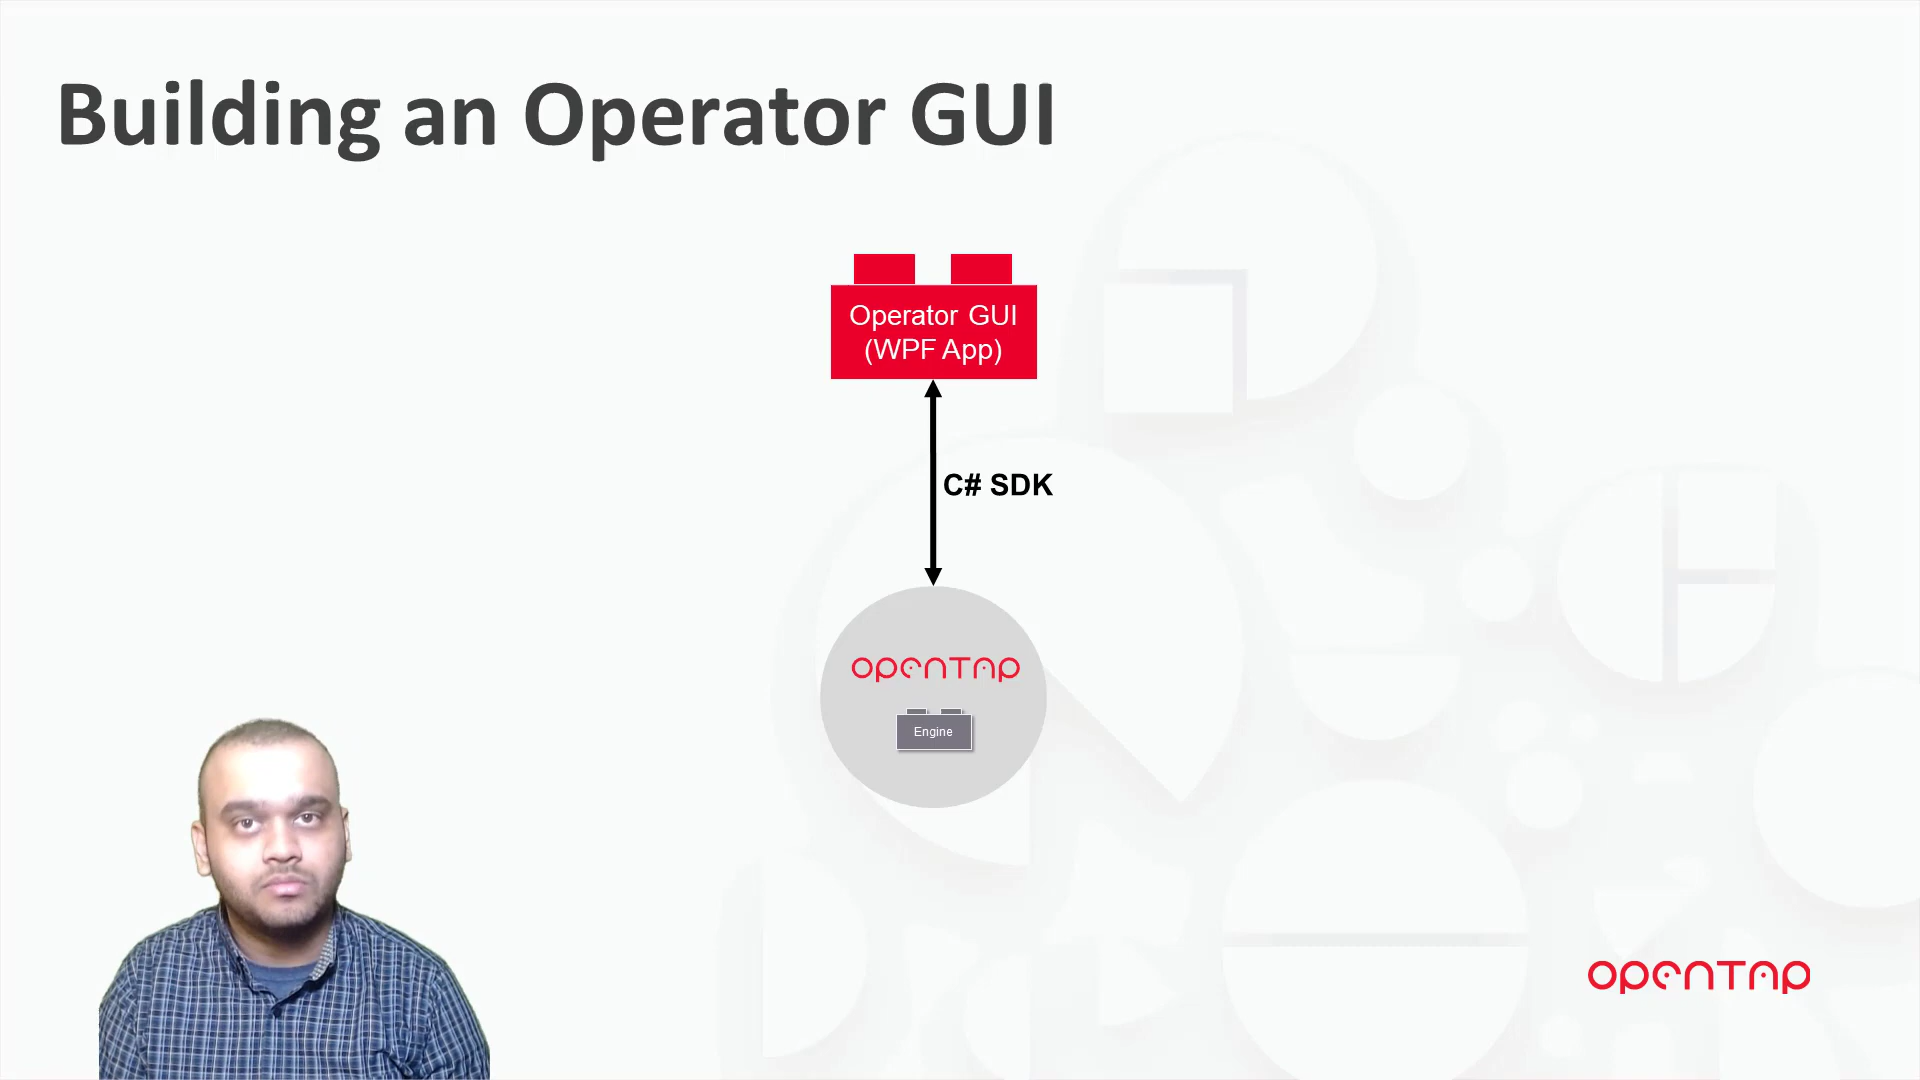 Building an Operator GUI
Operator GUI
(WPF App)
C# SDK
OPENTAP
Engine
OPENTAP